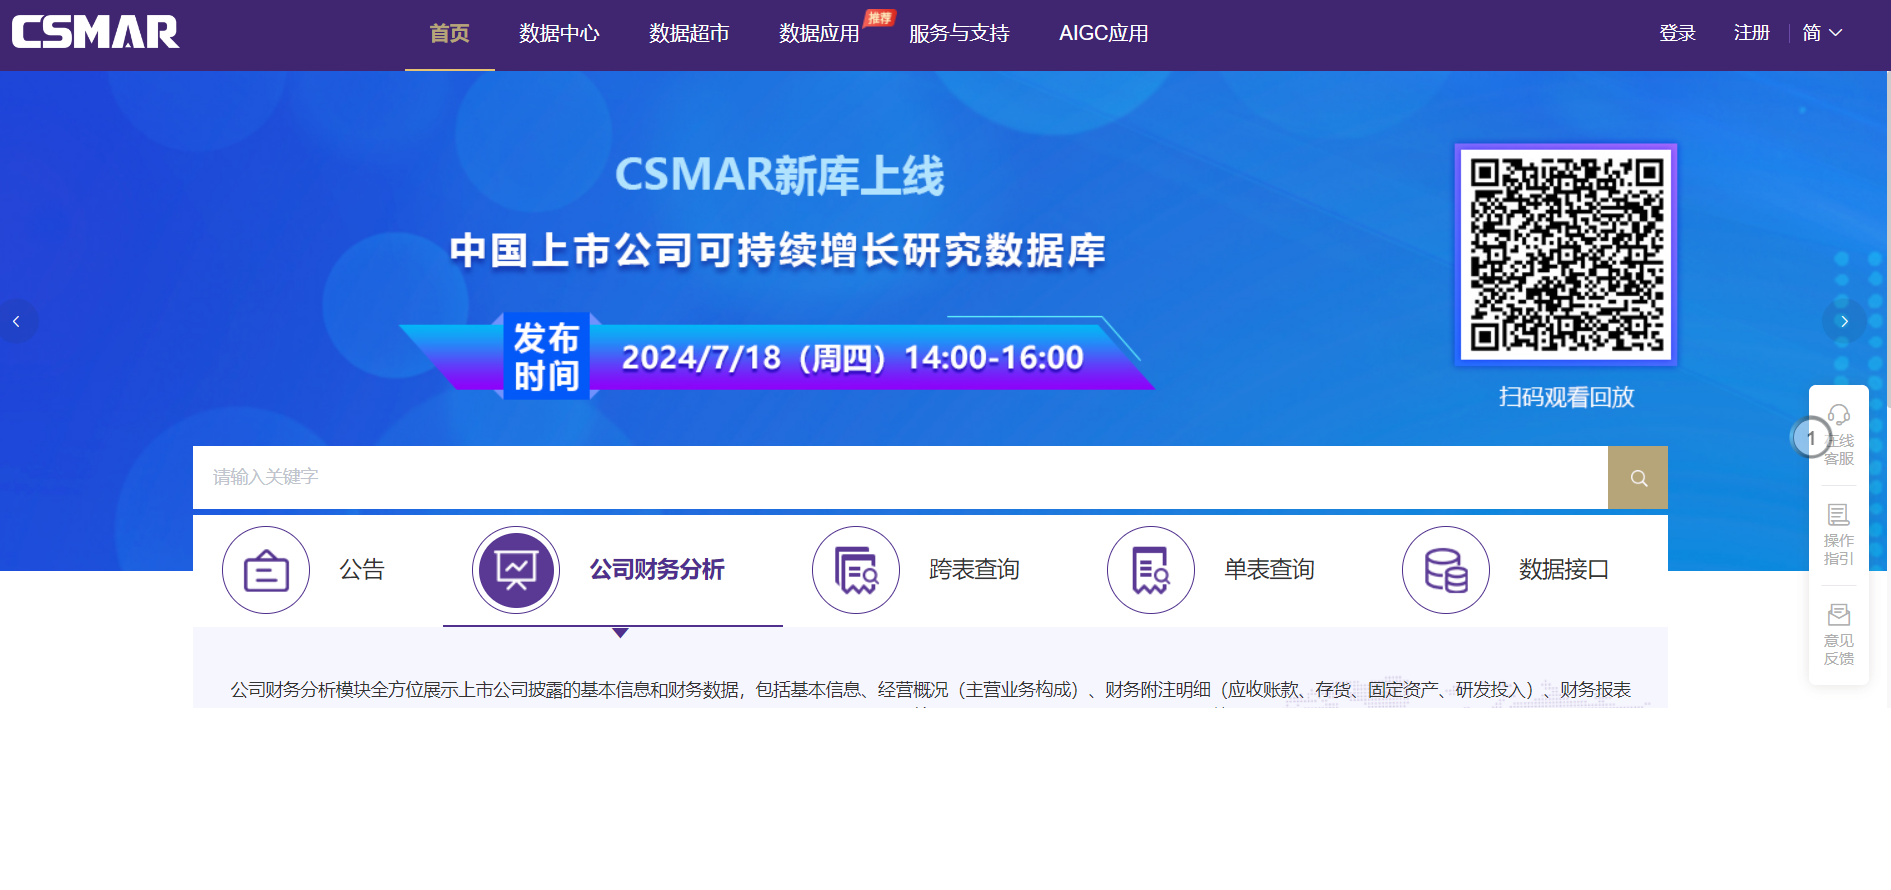 CSMAR
首页
数据中心
数据超市
数据应用
推荐
服务与支持
AIGC应用
登录
注册
简
CSMAR新库上线
中国上市公司可持续增长研究数据库
发布
时间
2024/7/18（周四）14:00-16:00
扫码观看回放
请输入关键字
1
在线
客服
操作
指引
意见
反馈
公告
公司财务分析
跨表查询
单表查询
数据接口
公司财务分析模块全方位展示上市公司披露的基本信息和财务数据，包括基本信息、经营概况（主营业务构成）、财务附注明细（应收账款、存货、固定资产、研发投入）、财务报表